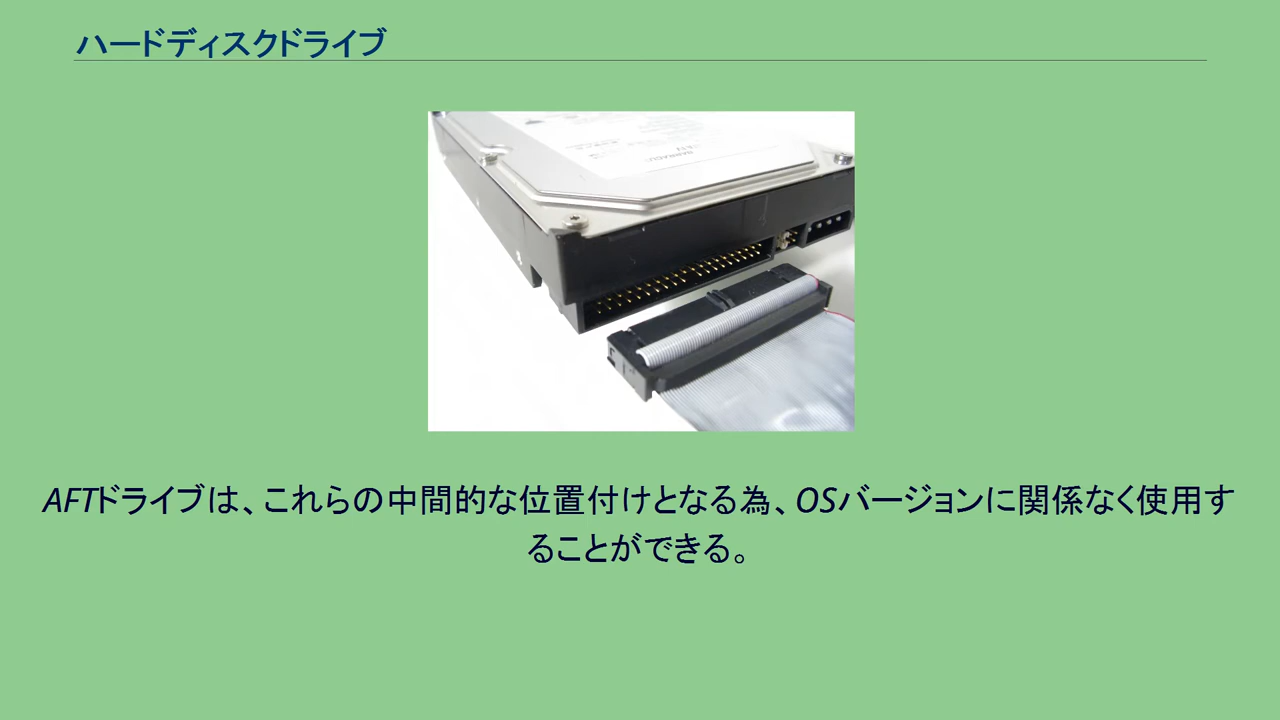 ハードディスクドライブ
AFTドライブは、これらの中間的な位置付けとなる為、OSバージョンに関係なく使用す
ることができる。